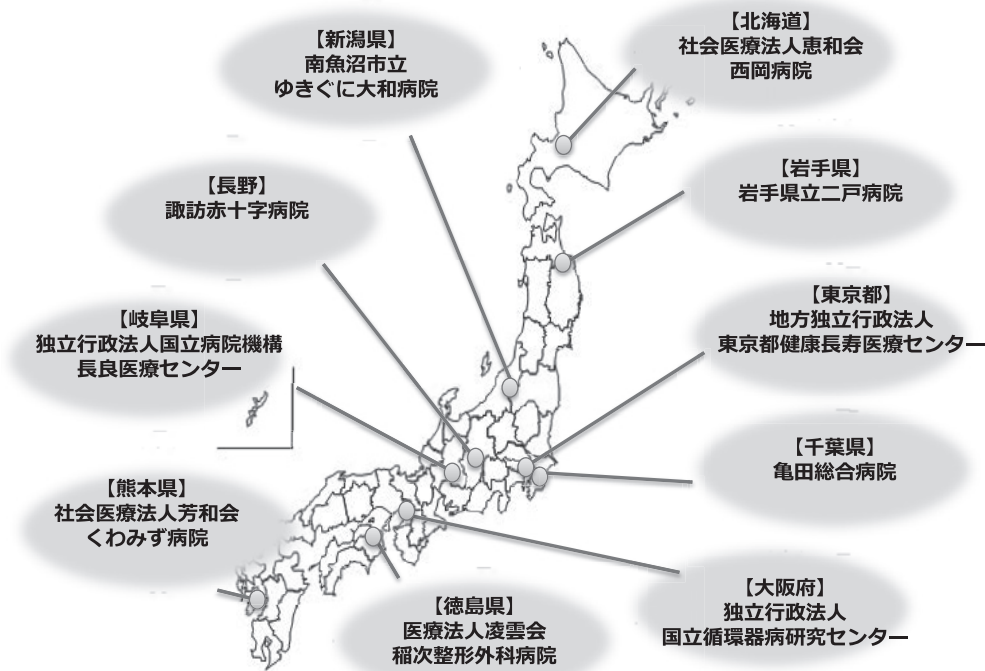 【北海道】
社会医療法人恵和会
西岡病院
【新潟県】
南魚沼市立
ゆきぐに大和病院
【岩手県】
岩手県立二戸病院
【長野】
諏訪赤十字病院
【東京都】
地方独立行政法人
東京都健康長寿医療センター
【岐阜県】
独立行政法人国立病院機構
長良医療センター
【千葉県】
亀田総合病院
【熊本県】
社会医療法人芳和会
くわみず病院
【大阪府】
独立行政法人
国立循環器病研究センター
【徳島県】
医療法人凌雲会
稲次整形外科病院